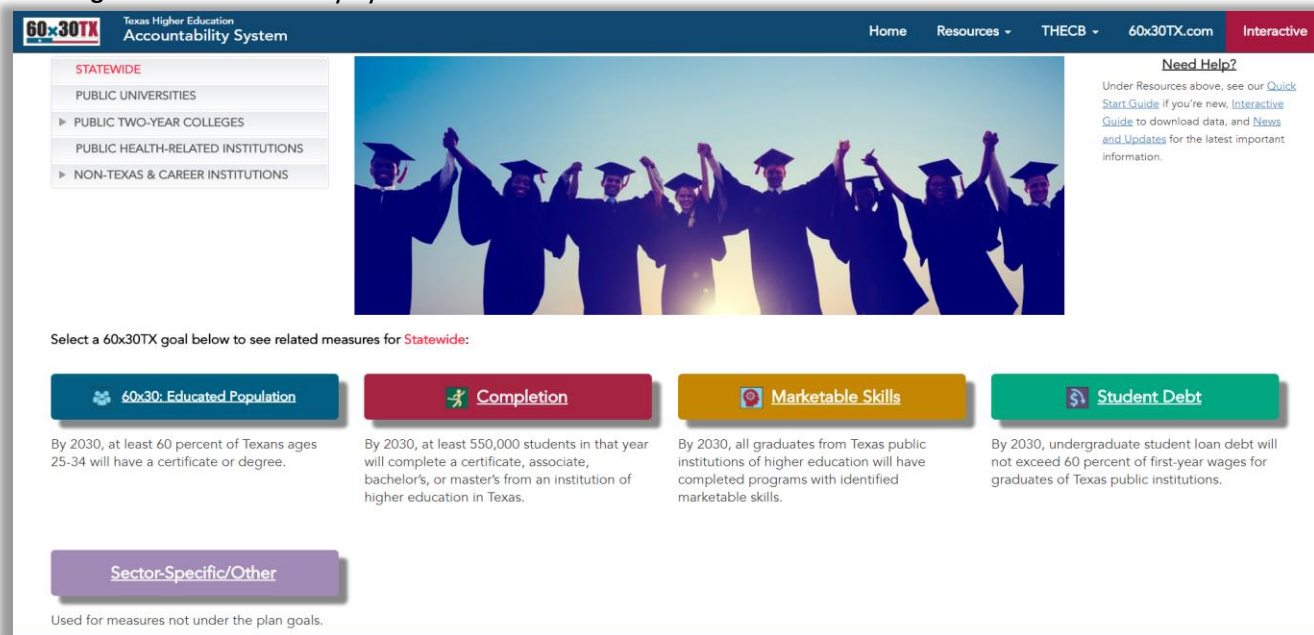 60x30TX
Texas Higher Education
Accountability System
Home
Resources
THECB
60x30TX.com
Interactive
STATEWIDE
PUBLIC UNIVERSITIES
PUBLIC TWO-YEAR COLLEGES
PUBLIC HEALTH-RELATED INSTITUTIONS
NON-TEXAS & CAREER INSTITUTIONS
Need Help?
Under Resources above, see our Quick
Start Guide if you're new, Interactive
Guide to download data, and News
and Updates for the latest important
information.
Select a 60x30TX goal below to see related measures for Statewide:
60x30: Educated Population
By 2030, at least 60 percent of Texans ages
25-34 will have a certificate or degree.
Completion
By 2030, at least 550,000 students in that year
will complete a certificate, associate,
bachelor's, or master's from an institution of
higher education in Texas.
Marketable Skills
By 2030, all graduates from Texas public
institutions of higher education will have
completed programs with identified
marketable skills.
Student Debt
By 2030, undergraduate student loan debt will
not exceed 60 percent of first-year wages for
graduates of Texas public institutions.
Sector-Specific/Other
Used for measures not under the plan goals.